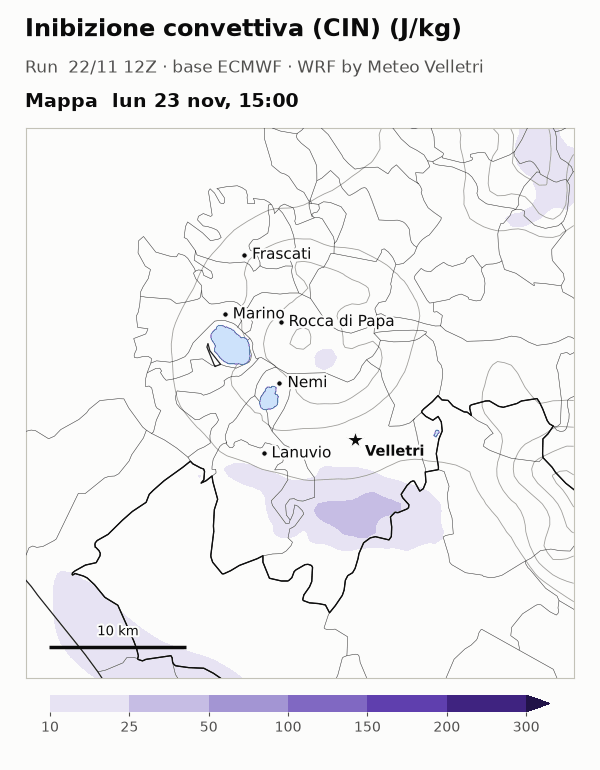 Inibizione convettiva (CIN) (J/kg)
Run  22/11 12Z · base ECMWF · WRF by Meteo Velletri
Mappa  lun 23 nov, 15:00
Frascati
Marino
Rocca di Papa
Nemi
Velletri
Lanuvio
10 km
10 25 50 100 150 200 300